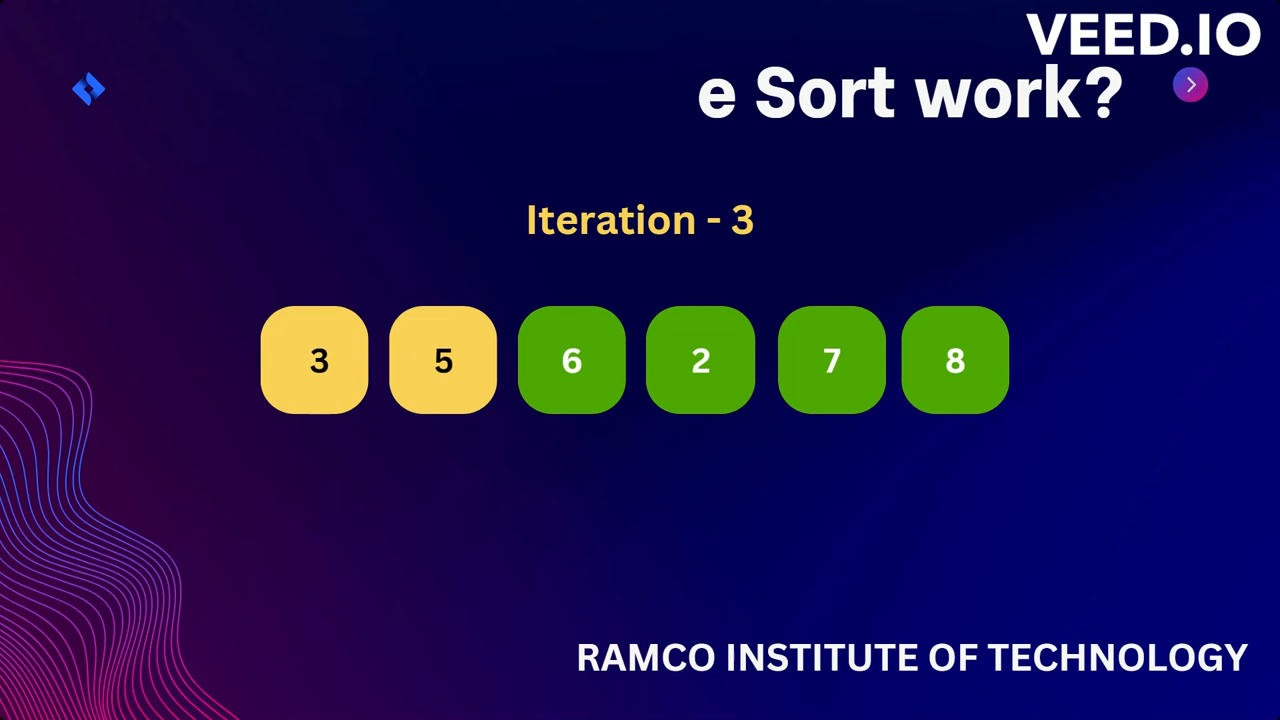 VEED.IO
e Sort work?
Iteration - 3
3 5 6 2 7 8
RAMCO INSTITUTE OF TECHNOLOGY